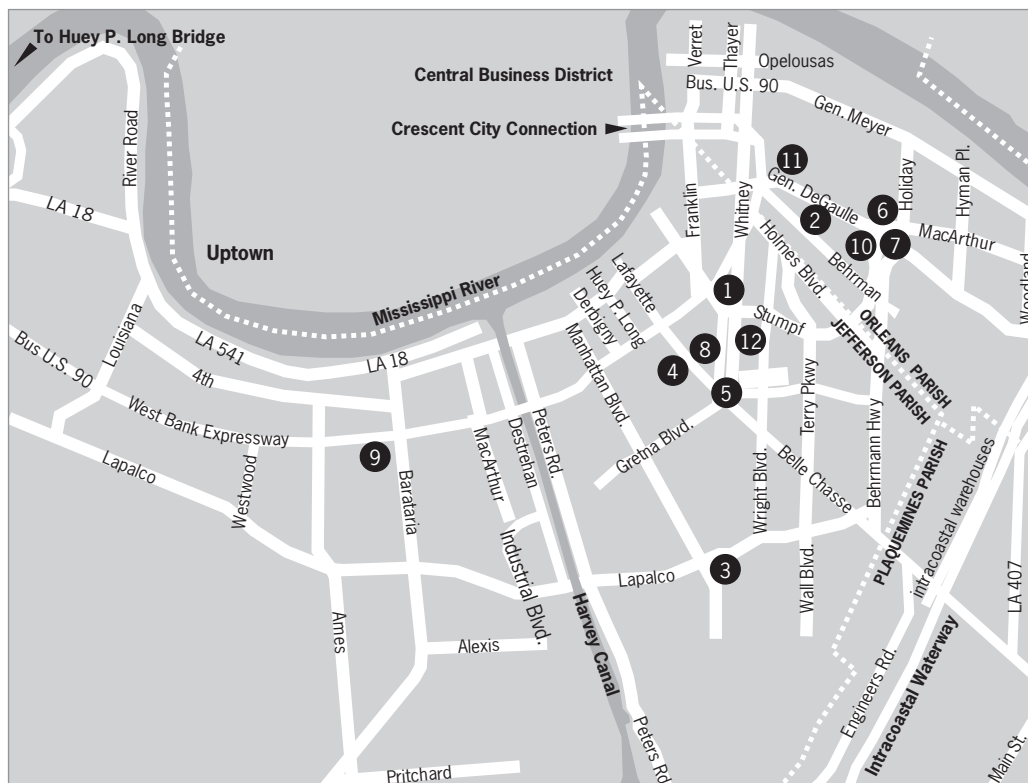 To Huey P. Long Bridge
River Road
LA 18
Uptown
Central Business District
Crescent City Connection
Verret
Thayer
Opelousas
Bus. U.S. 90
Gen. Meyer
11
Gen. DeGaulle
2
6
Holiday
Hyman Pl.
10
7
MacArthur
Behrman
Woodland
Franklin
Whitney
Holmes Blvd.
Mississippi River
Lafayette
Huey P. Long
Derbigny
Manhattan Blvd.
1
Stumpf
8
12
4
5
ORLEANS PARISH
JEFFERSON PARISH
Louisiana
LA 541
LA 18
4th
Bus U.S. 90
West Bank Expressway
9
Lapalco
Westwood
Barataria
MacArthur
Destrehan
Peters Rd.
Gretna Blvd.
Wright Blvd.
Terry Pkwy
Belle Chasse
Behrmann Hwy
PLAQUEMINES PARISH
intracoastal warehouses
Industrial Blvd.
Lapalco
3
Wall Blvd.
LA 407
Ames
Alexis
Harvey Canal
Engineers Rd.
Intracoastal Waterway
Peters Rd
Main St.
Pritchard